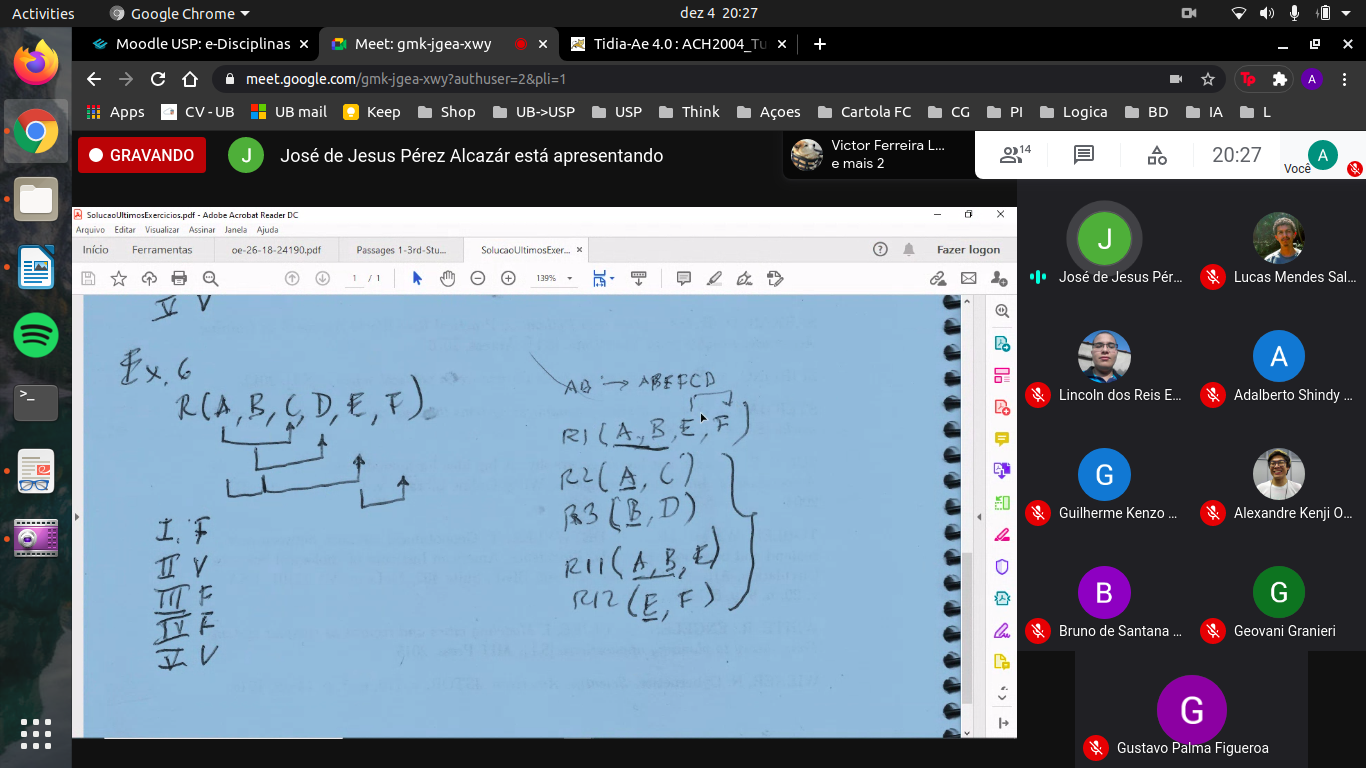 Activities
Google Chrome
dez 4 20:27
Moodle USP: e-Disciplinas
Meet: gmk-jgea-xwy
Tidia-Ae 4.0 : ACH2004_Tu
meet.google.com/gmk-jgea-xwy?authuser=2&pli=1
Apps
CV - UB
UB mail
Keep
Shop
UB->USP
USP
Think
Açoes
Cartola FC
CG
PI
Logica
BD
IA
L
GRAVANDO
J
José de Jesus Pérez Alcazár está apresentando
Victor Ferreira L...
e mais 2
14
20:27
A
Você
SolucaoUltimosExercicios.pdf - Adobe Acrobat Reader DC
Arquivo Editar Visualizar Assinar Janela Ajuda
Início
Ferramentas
oe-26-18-24190.pdf
Passages 1-3rd-Stu...
SolucaoUltimosExer...
Fazer logon
1 / 1
139%
V V
Ex. 6
R(A, B, C, D, E, F)
I. F
II V
III F
IV F
V V
AB → ABEFCD
R1 (A, B, E, F)
R2 (A, C)
R3 (B, D)
R11 (A, B, E)
R12 (E, F)
J
José de Jesus Pér...
Lucas Mendes Sal...
Lincoln dos Reis E...
A
Adalberto Shindy ...
G
Guilherme Kenzo ...
Alexandre Kenji O...
B
Bruno de Santana ...
G
Geovani Granieri
G
Gustavo Palma Figueroa